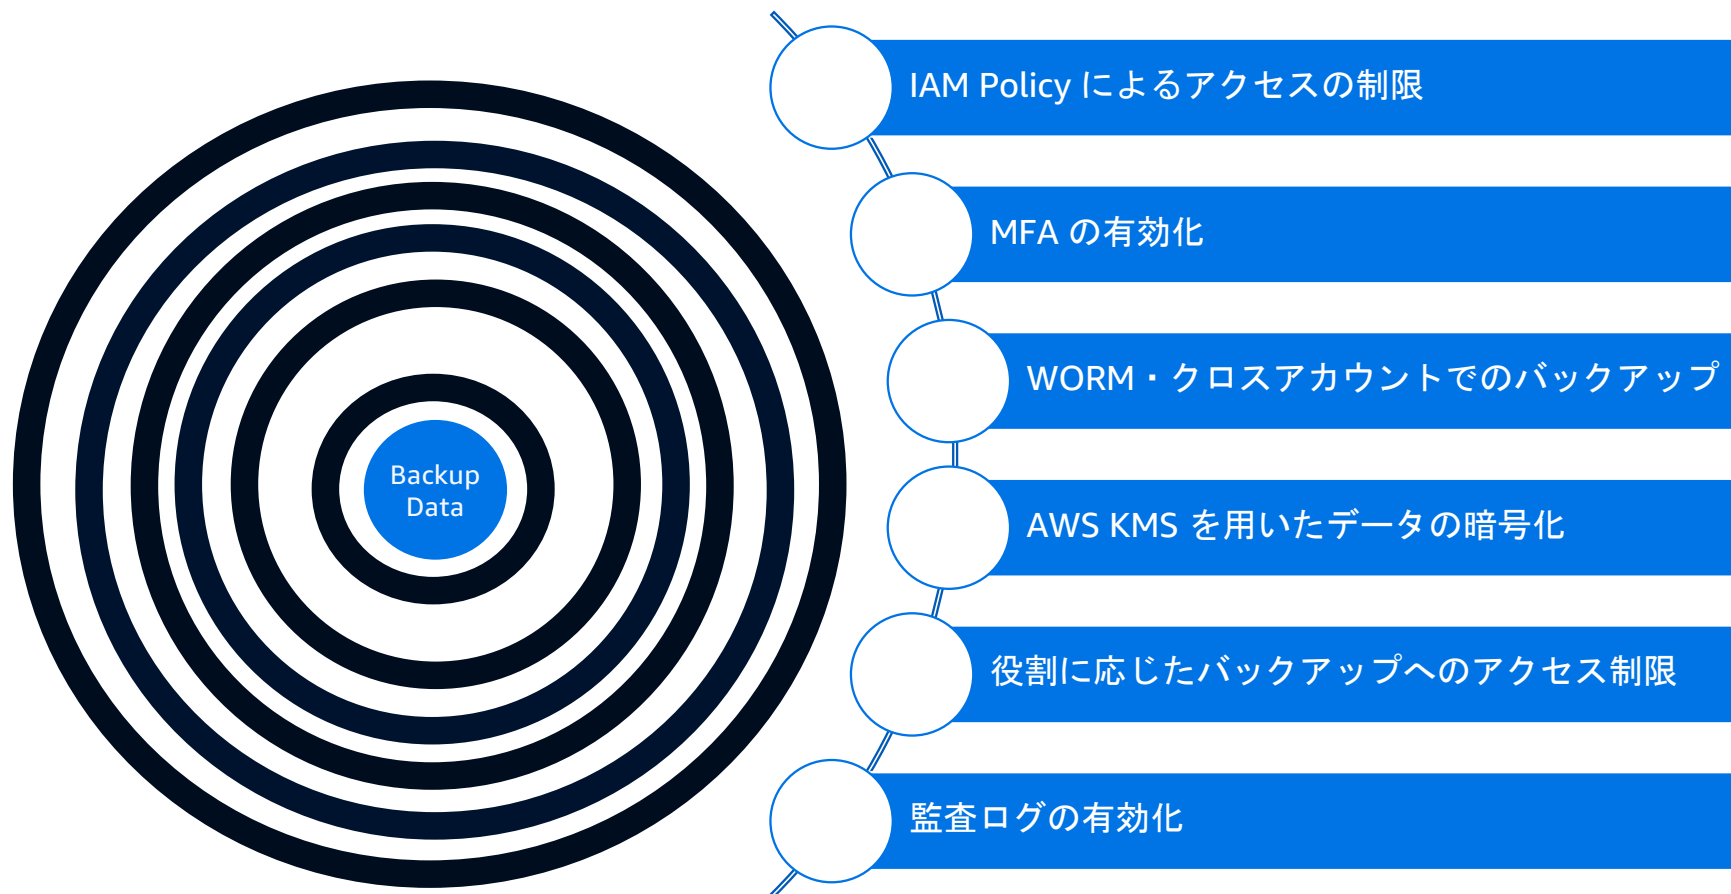 Backup
Data
IAM Policy によるアクセスの制限
MFA の有効化
WORM・クロスアカウントでのバックアップ
AWS KMS を用いたデータの暗号化
役割に応じたバックアップへのアクセス制限
監査ログの有効化